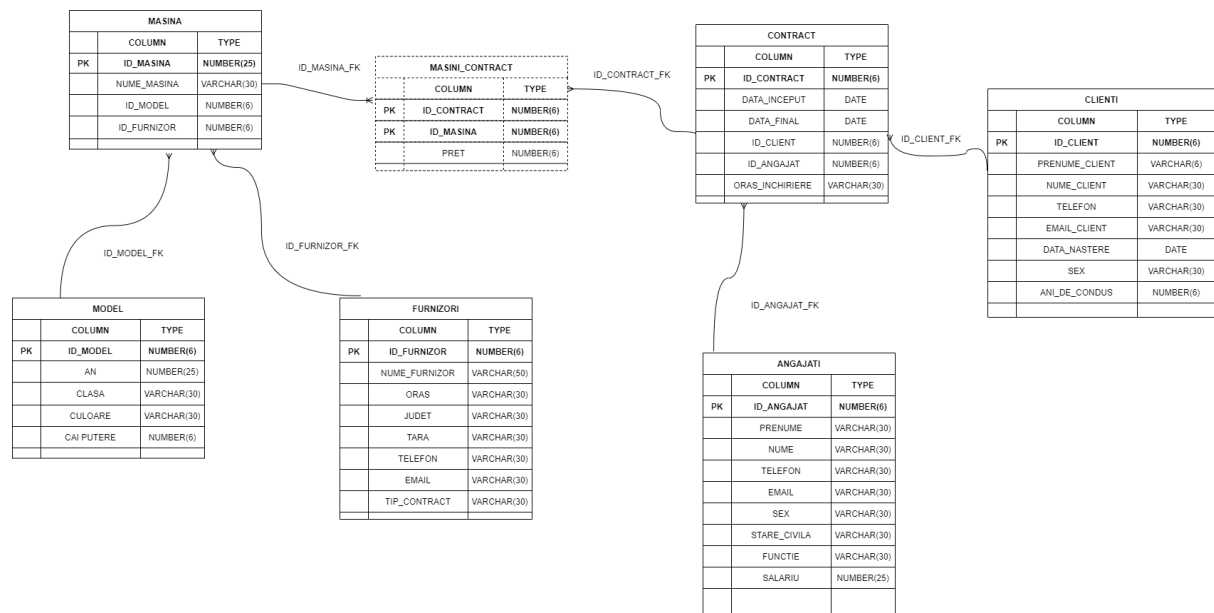 MASINA
COLUMN TYPE
PK ID_MASINA NUMBER(25)
NUME_MASINA VARCHAR(30)
ID_MODEL NUMBER(6)
ID_FURNIZOR NUMBER(6)
ID_MASINA_FK
MASINI_CONTRACT
COLUMN TYPE
PK ID_CONTRACT NUMBER(6)
PK ID_MASINA NUMBER(6)
PRET NUMBER(6)
ID_CONTRACT_FK
CONTRACT
COLUMN TYPE
PK ID_CONTRACT NUMBER(6)
DATA_INCEPUT DATE
DATA_FINAL DATE
ID_CLIENT NUMBER(6)
ID_ANGAJAT NUMBER(6)
ORAS_INCHIRIERE VARCHAR(30)
ID_CLIENT_FK
CLIENTI
COLUMN TYPE
PK ID_CLIENT NUMBER(6)
PRENUME_CLIENT VARCHAR(6)
NUME_CLIENT VARCHAR(30)
TELEFON VARCHAR(30)
EMAIL_CLIENT VARCHAR(30)
DATA_NASTERE DATE
SEX VARCHAR(30)
ANI_DE_CONDUS NUMBER(6)
ID_MODEL_FK
ID_FURNIZOR_FK
ID_ANGAJAT_FK
MODEL
COLUMN TYPE
PK ID_MODEL NUMBER(6)
AN NUMBER(25)
CLASA VARCHAR(30)
CULOARE VARCHAR(30)
CAI PUTERE NUMBER(6)
FURNIZORI
COLUMN TYPE
PK ID_FURNIZOR NUMBER(6)
NUME_FURNIZOR VARCHAR(50)
ORAS VARCHAR(30)
JUDET VARCHAR(30)
TARA VARCHAR(30)
TELEFON VARCHAR(30)
EMAIL VARCHAR(30)
TIP_CONTRACT VARCHAR(30)
ANGAJATI
COLUMN TYPE
PK ID_ANGAJAT NUMBER(6)
PRENUME VARCHAR(30)
NUME VARCHAR(30)
TELEFON VARCHAR(30)
EMAIL VARCHAR(30)
SEX VARCHAR(30)
STARE_CIVILA VARCHAR(30)
FUNCTIE VARCHAR(30)
SALARIU NUMBER(25)